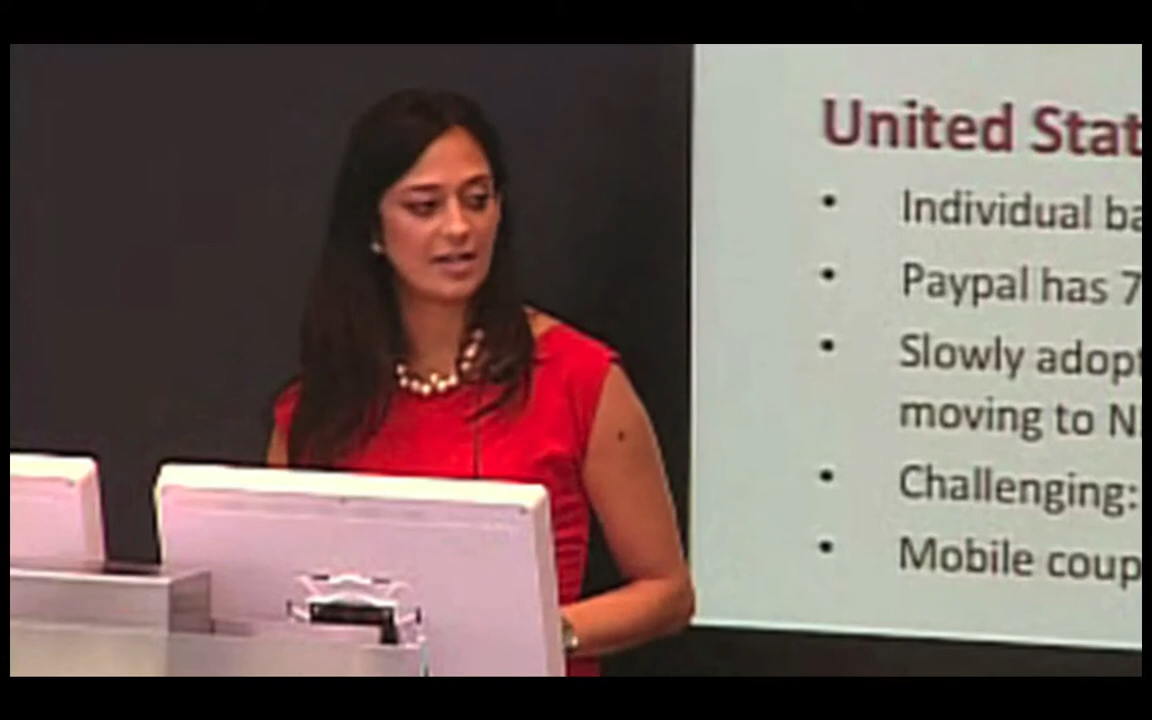 United Stat
• Individual ba
• Paypal has 7
• Slowly adopt
moving to N
• Challenging:
• Mobile coup